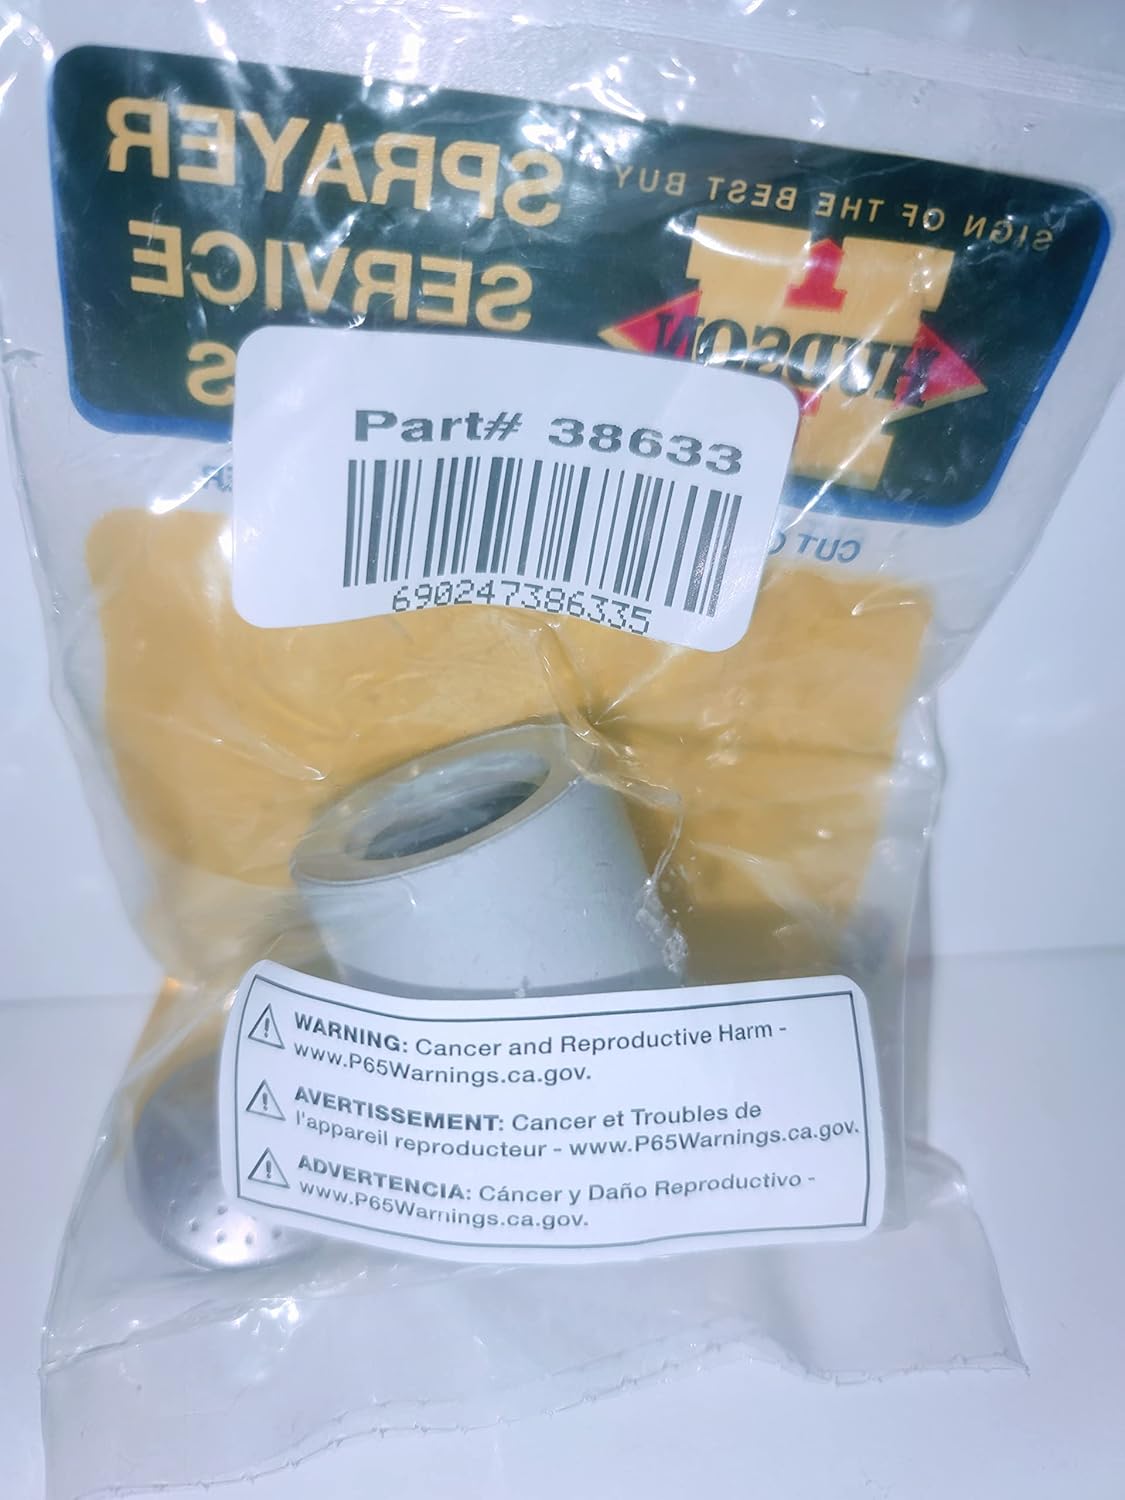 SIGN OF THE BEST BUY
HUDSON
1
SPRAYER
SERVICE
S
CUT
Part# 38633
690247386335
WARNING: Cancer and Reproductive Harm -
www.P65Warnings.ca.gov.
AVERTISSEMENT: Cancer et Troubles de
l'appareil reproducteur - www.P65Warnings.ca.gov.
ADVERTENCIA: Cáncer y Daño Reproductivo -
www.P65Warnings.ca.gov.